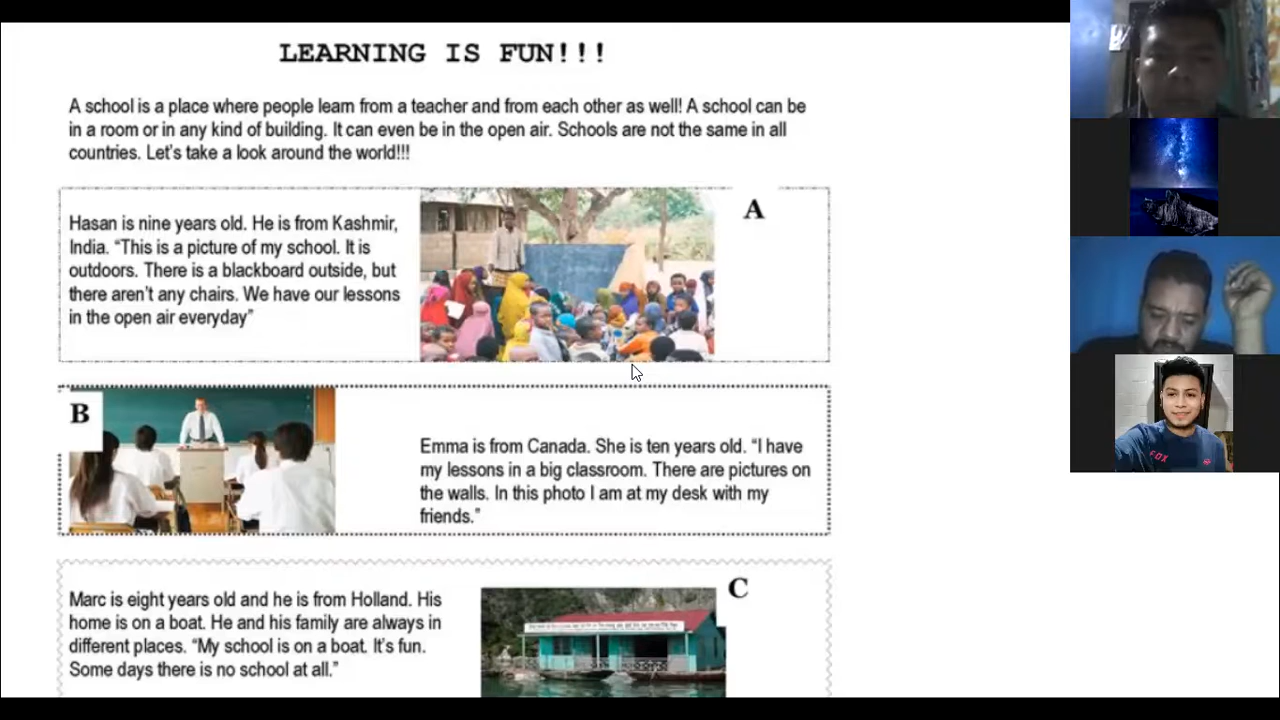 LEARNING IS FUN!!!
A school is a place where people learn from a teacher and from each other as well! A school can be
in a room or in any kind of building. It can even be in the open air. Schools are not the same in all
countries. Let's take a look around the world!!!
A
Hasan is nine years old. He is from Kashmir,
India. “This is a picture of my school. It is
outdoors. There is a blackboard outside, but
there aren't any chairs. We have our lessons
in the open air everyday”
B
Emma is from Canada. She is ten years old. “I have
my lessons in a big classroom. There are pictures on
the walls. In this photo I am at my desk with my
friends.”
C
Marc is eight years old and he is from Holland. His
home is on a boat. He and his family are always in
different places. “My school is on a boat. It's fun.
Some days there is no school at all.”
FOX